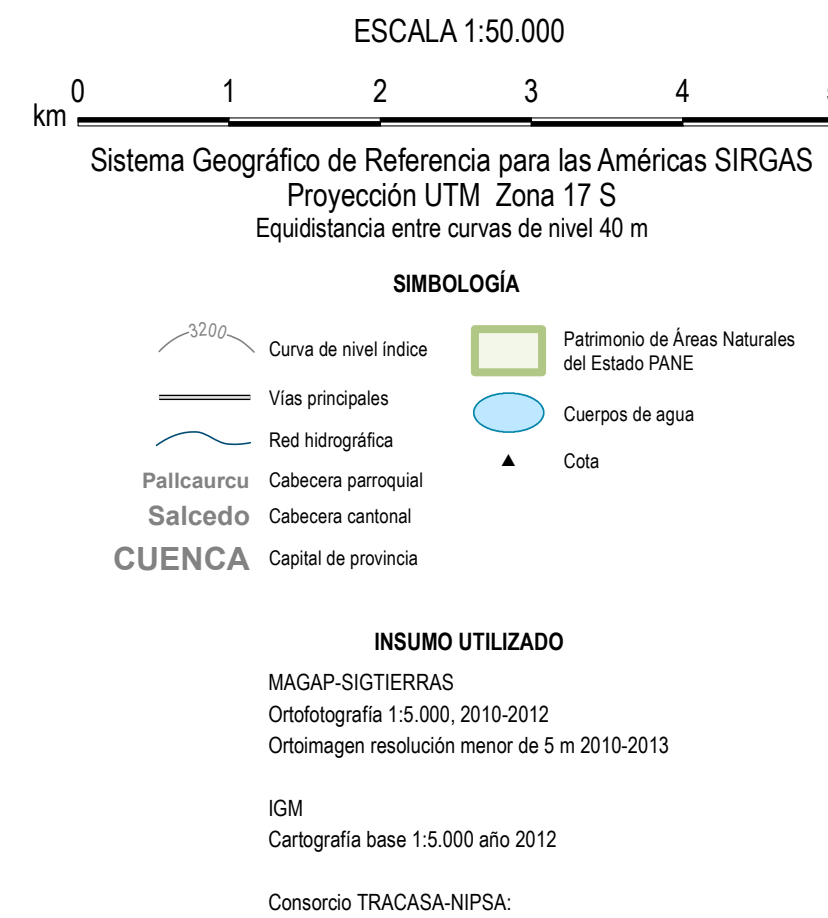 ESCALA 1:50.000
0 1 2 3 4
km
Sistema Geográfico de Referencia para las Américas SIRGAS
Proyección UTM Zona 17 S
Equidistancia entre curvas de nivel 40 m
SIMBOLOGÍA
3200 Curva de nivel índice
Vías principales
Red hidrográfica
Pallcaurcu Cabecera parroquial
Salcedo Cabecera cantonal
CUENCA Capital de provincia
Patrimonio de Áreas Naturales
del Estado PANE
Cuerpos de agua
Cota
INSUMO UTILIZADO
MAGAP-SIGTIERRAS
Ortofotografía 1:5.000, 2010-2012
Ortoimagen resolución menor de 5 m 2010-2013
IGM
Cartografía base 1:5.000 año 2012
Consorcio TRACASA-NIPSA: